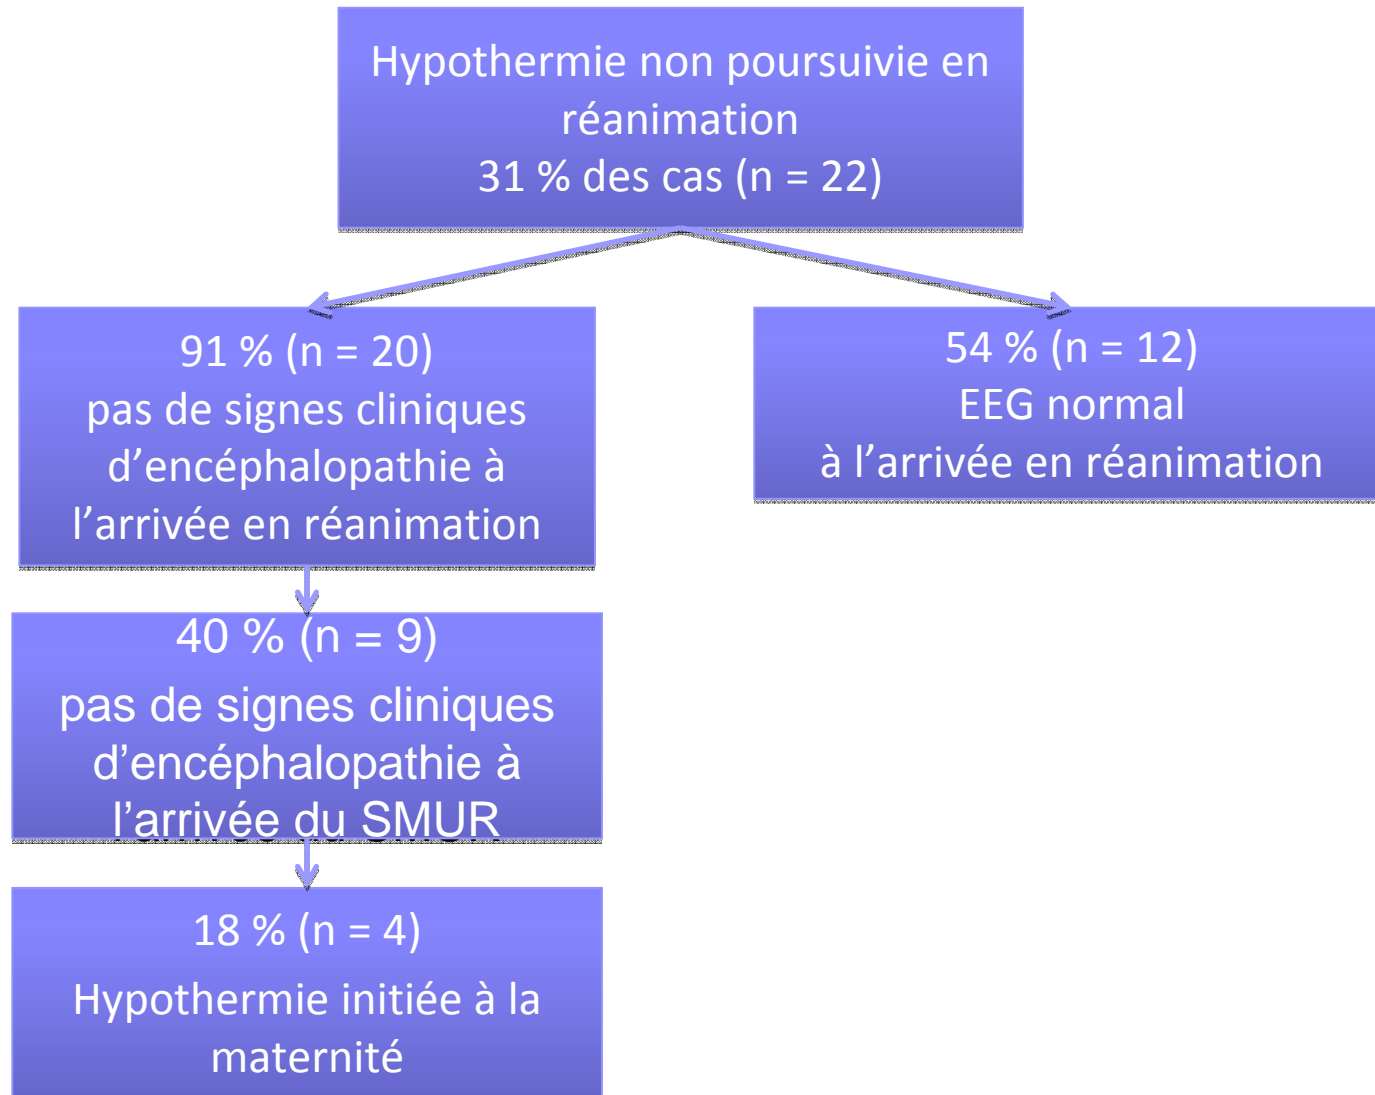 Hypothermie non poursuivie en
réanimation
31 % des cas (n = 22)
91 % (n = 20)
pas de signes cliniques
d’encéphalopathie à
l’arrivée en réanimation
54 % (n = 12)
EEG normal
à l’arrivée en réanimation
40 % (n = 9)
pas de signes cliniques
d’encéphalopathie à
l’arrivée du SMUR
18 % (n = 4)
Hypothermie initiée à la
maternité